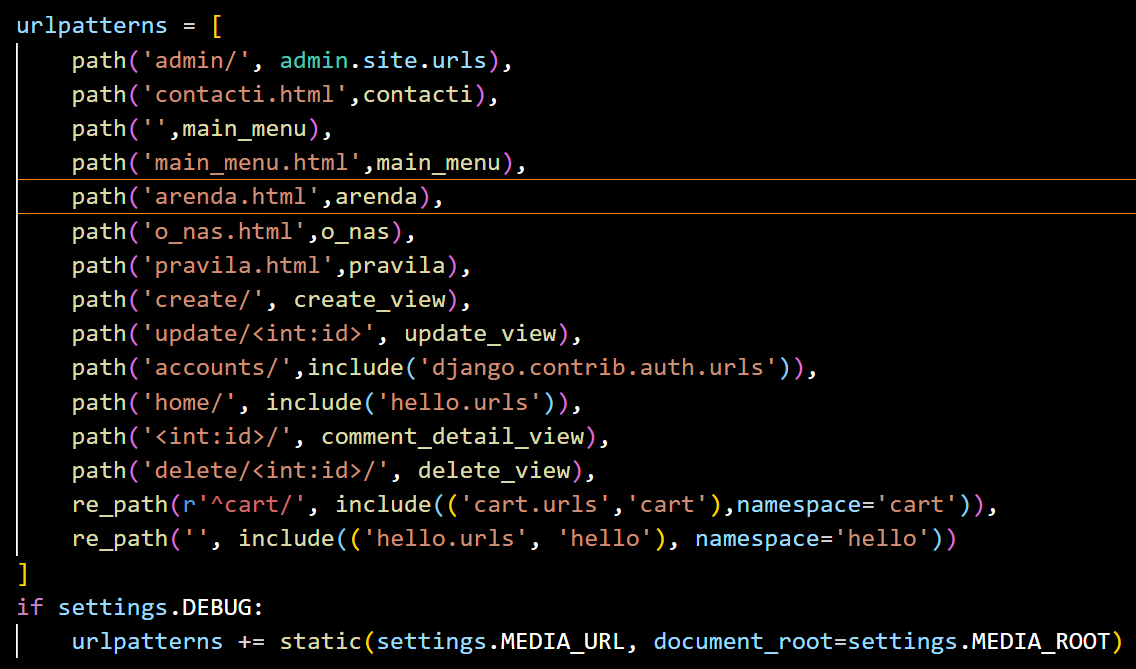 urlpatterns = [
    path('admin/', admin.site.urls),
    path('contacti.html',contacti),
    path('',main_menu),
    path('main_menu.html',main_menu),
    path('arenda.html',arenda),
    path('o_nas.html',o_nas),
    path('pravila.html',pravila),
    path('create/', create_view),
    path('update/<int:id>', update_view),
    path('accounts/',include('django.contrib.auth.urls')),
    path('home/', include('hello.urls')),
    path('<int:id>/', comment_detail_view),
    path('delete/<int:id>/', delete_view),
    re_path(r'^cart/', include(('cart.urls','cart'),namespace='cart')),
    re_path('', include(('hello.urls', 'hello'), namespace='hello'))
]
if settings.DEBUG:
    urlpatterns += static(settings.MEDIA_URL, document_root=settings.MEDIA_ROOT)